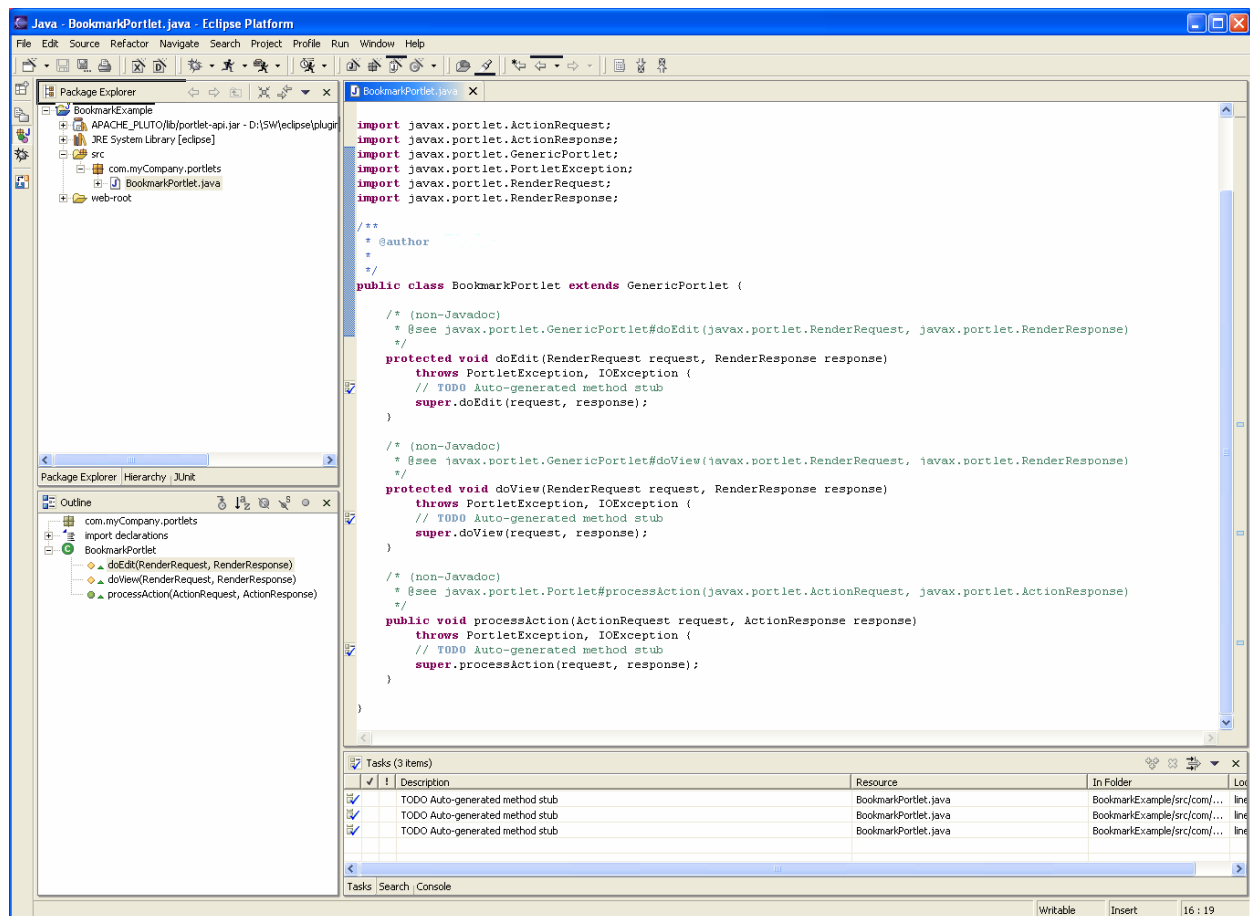 Java - BookmarkPortlet.java - Eclipse Platform
File Edit Source Refactor Navigate Search Project Profile Run Window Help
Package Explorer
BookmarkExample
APACHE_PLUTO/lib/portlet-api.jar - D:\SW\eclipse\plugin
JRE System Library [eclipse]
src
com.myCompany.portlets
BookmarkPortlet.java
web-root
Package Explorer Hierarchy JUnit
Outline
com.myCompany.portlets
import declarations
BookmarkPortlet
doEdit(RenderRequest, RenderResponse)
doView(RenderRequest, RenderResponse)
processAction(ActionRequest, ActionResponse)
BookmarkPortlet.java
import javax.portlet.ActionRequest;
import javax.portlet.ActionResponse;
import javax.portlet.GenericPortlet;
import javax.portlet.PortletException;
import javax.portlet.RenderRequest;
import javax.portlet.RenderResponse;
/**
* @author
*
*/
public class BookmarkPortlet extends GenericPortlet {
/* (non-Javadoc)
* @see javax.portlet.GenericPortlet#doEdit(javax.portlet.RenderRequest, javax.portlet.RenderResponse)
*/
protected void doEdit(RenderRequest request, RenderResponse response)
throws PortletException, IOException {
// TODO Auto-generated method stub
super.doEdit(request, response);
}
/* (non-Javadoc)
* @see javax.portlet.GenericPortlet#doView(javax.portlet.RenderRequest, javax.portlet.RenderResponse)
*/
protected void doView(RenderRequest request, RenderResponse response)
throws PortletException, IOException {
// TODO Auto-generated method stub
super.doView(request, response);
}
/* (non-Javadoc)
* @see javax.portlet.Portlet#processAction(javax.portlet.ActionRequest, javax.portlet.ActionResponse)
*/
public void processAction(ActionRequest request, ActionResponse response)
throws PortletException, IOException {
// TODO Auto-generated method stub
super.processAction(request, response);
}
}
Tasks (3 items)
! Description Resource In Folder Loc
TODO Auto-generated method stub BookmarkPortlet.java BookmarkExample/src/com/... line
TODO Auto-generated method stub BookmarkPortlet.java BookmarkExample/src/com/... line
TODO Auto-generated method stub BookmarkPortlet.java BookmarkExample/src/com/... line
Tasks Search Console
Writable Insert 16 : 19